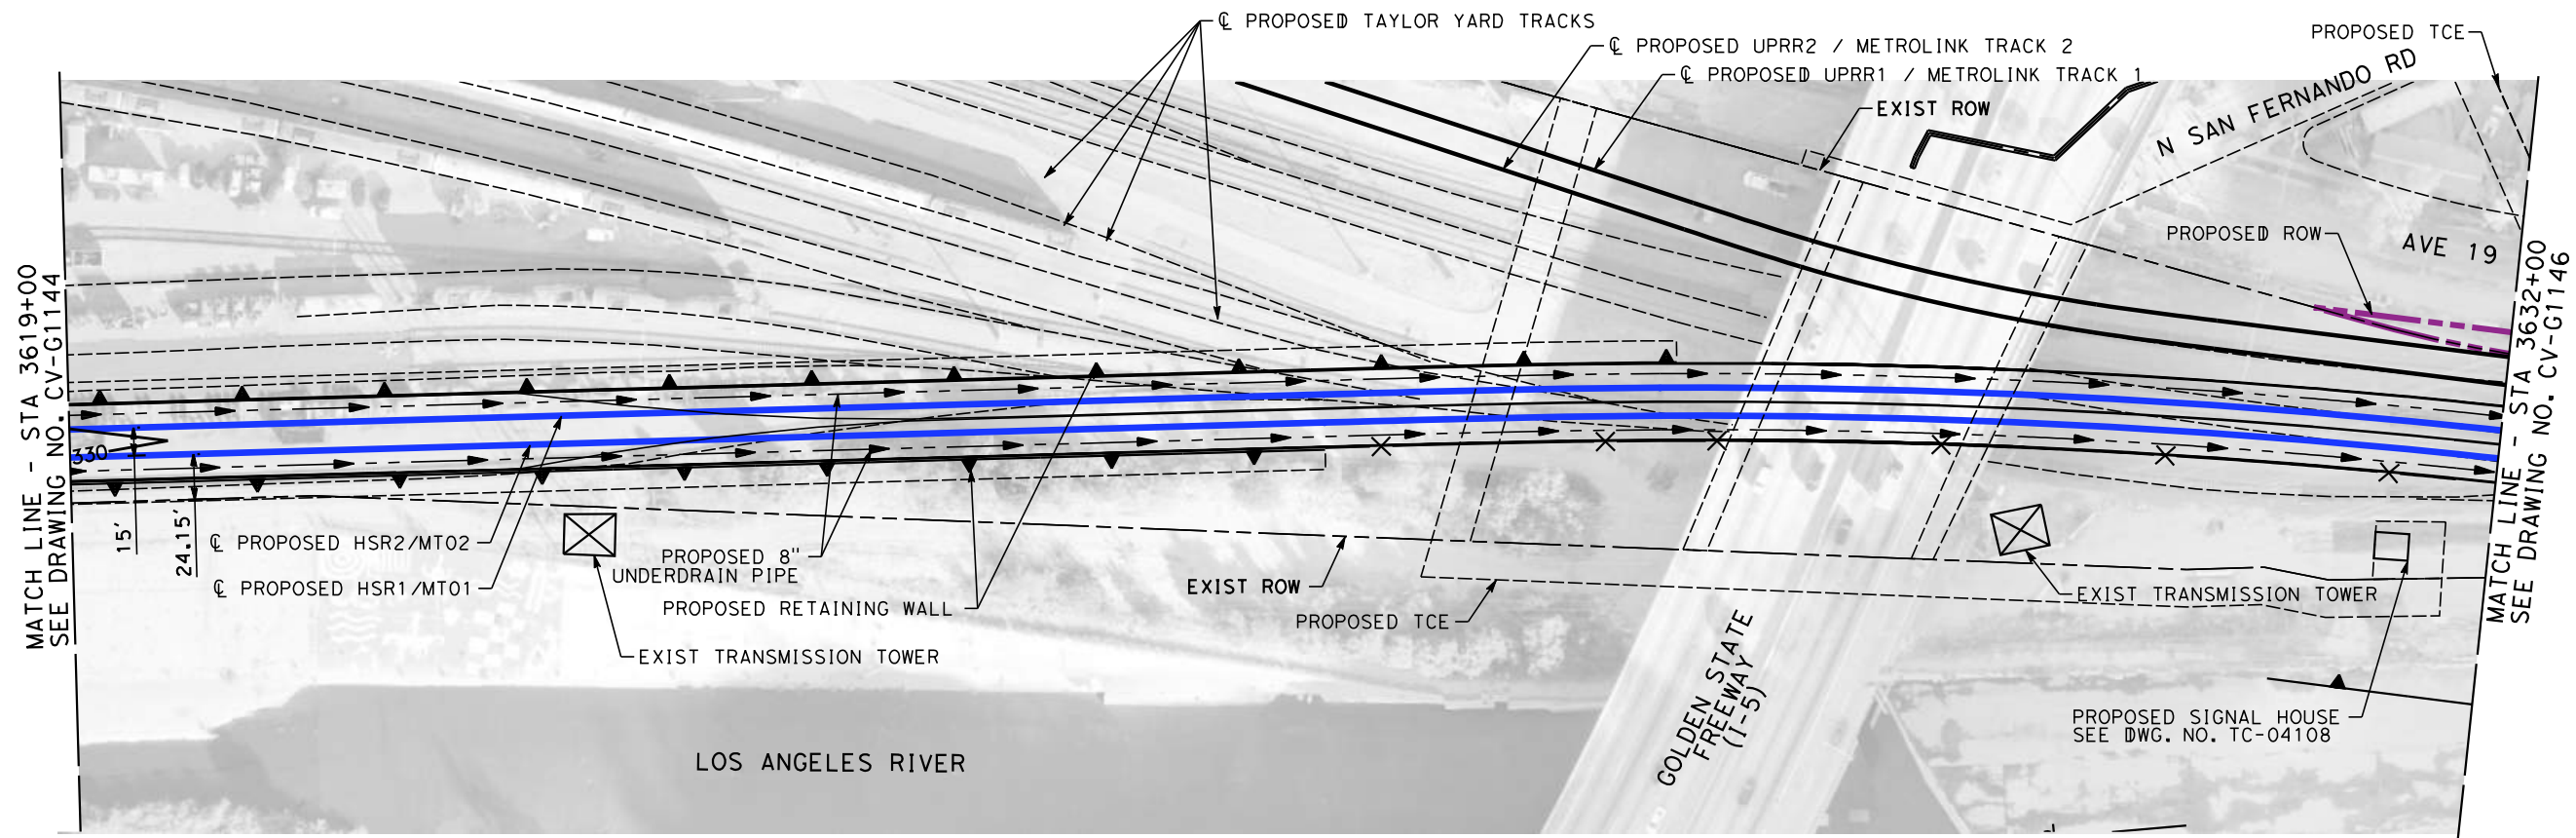 ℄ PROPOSED TAYLOR YARD TRACKS
℄ PROPOSED UPRR2 / METROLINK TRACK 2
℄ PROPOSED UPRR1 / METROLINK TRACK 1
EXIST ROW
PROPOSED TCE
N SAN FERNANDO RD
PROPOSED ROW
AVE 19
MATCH LINE - STA 3619+00
SEE DRAWING NO. CV-G1144
MATCH LINE - STA 3632+00
SEE DRAWING NO. CV-G1146
330
15'
24.15'
℄ PROPOSED HSR2/MT02
℄ PROPOSED HSR1/MT01
PROPOSED 8"
UNDERDRAIN PIPE
PROPOSED RETAINING WALL
EXIST TRANSMISSION TOWER
EXIST ROW
PROPOSED TCE
EXIST TRANSMISSION TOWER
GOLDEN STATE
FREEWAY
(I-5)
PROPOSED SIGNAL HOUSE
SEE DWG. NO. TC-04108
LOS ANGELES RIVER